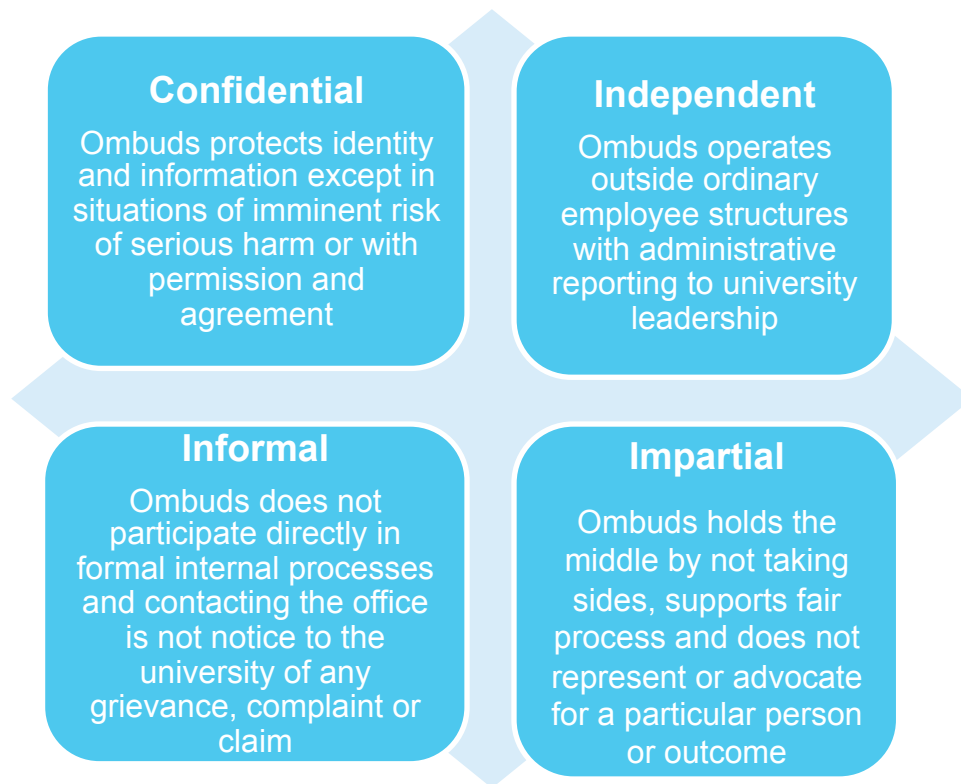 Confidential
Ombuds protects identity
and information except in
situations of imminent risk
of serious harm or with
permission and
agreement
Independent
Ombuds operates
outside ordinary
employee structures
with administrative
reporting to university
leadership
Informal
Ombuds does not
participate directly in
formal internal processes
and contacting the office
is not notice to the
university of any
grievance, complaint or
claim
Impartial
Ombuds holds the
middle by not taking
sides, supports fair
process and does not
represent or advocate
for a particular person
or outcome